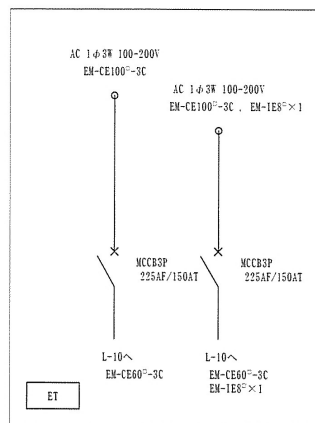 AC 1φ3W 100-200V
EM-CE100□-3C
AC 1φ3W 100-200V
EM-CE100□-3C , EM-IE8□×1
MCCB3P
225AF/150AT
MCCB3P
225AF/150AT
L-10へ
EM-CE60□-3C
L-10へ
EM-CE60□-3C
EM-IE8□×1
ET